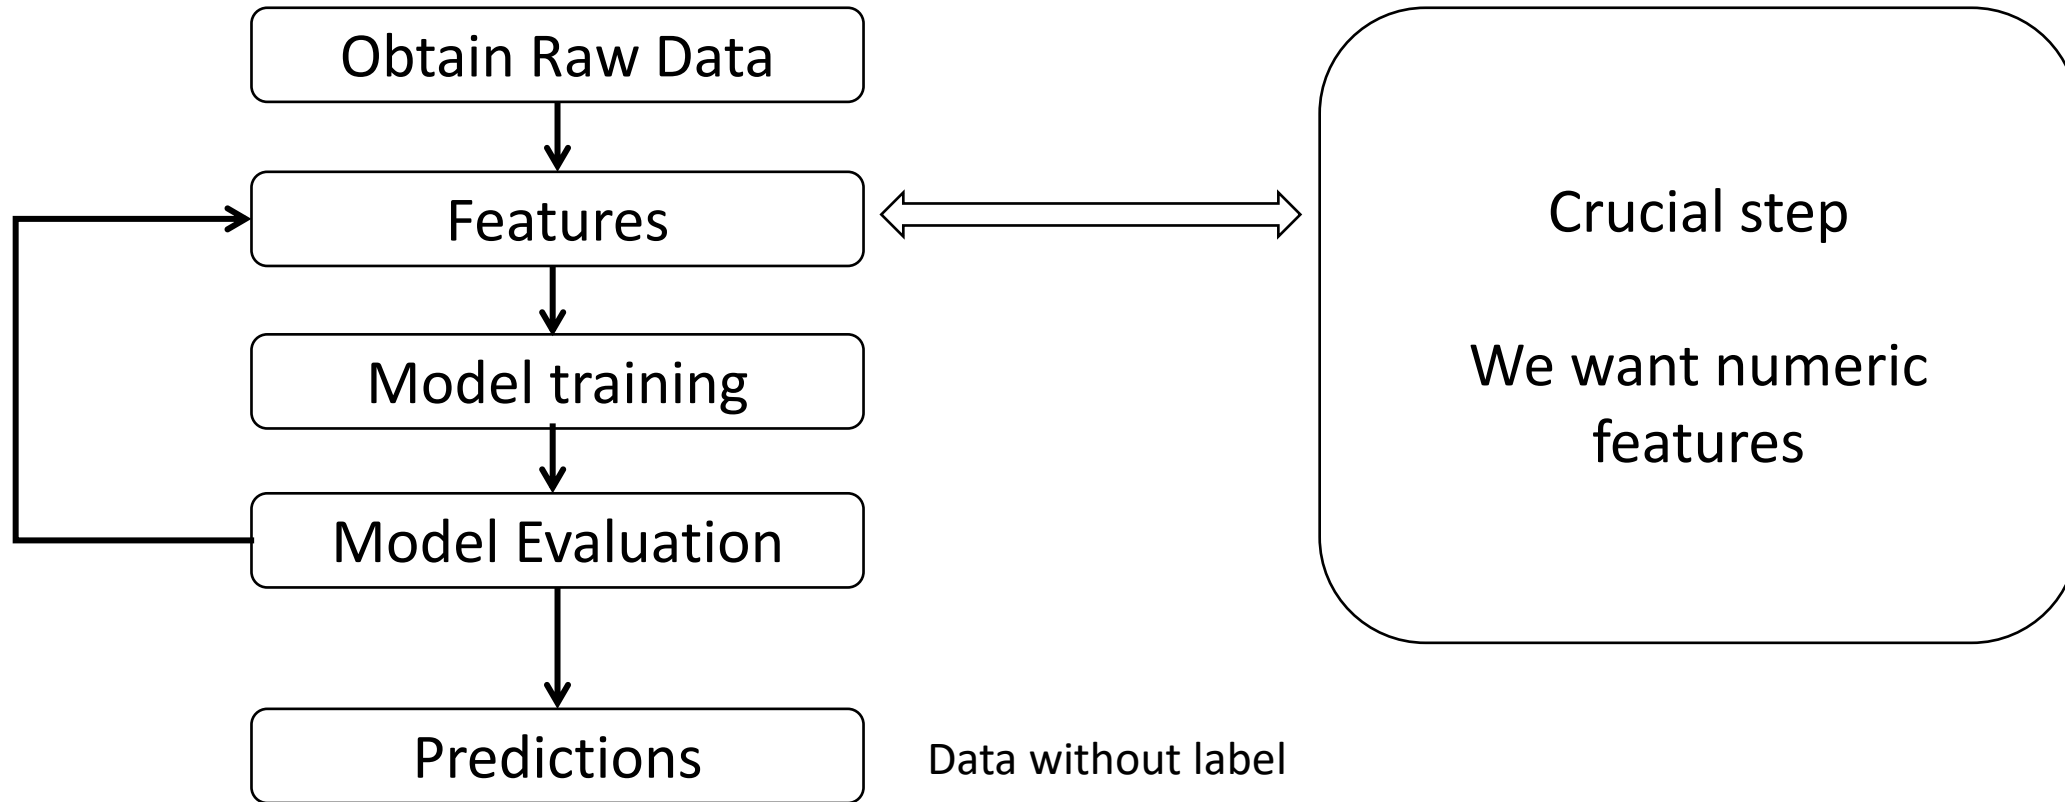 Obtain Raw Data
Features
Model training
Model Evaluation
Predictions
Data without label
Crucial step
We want numeric
features